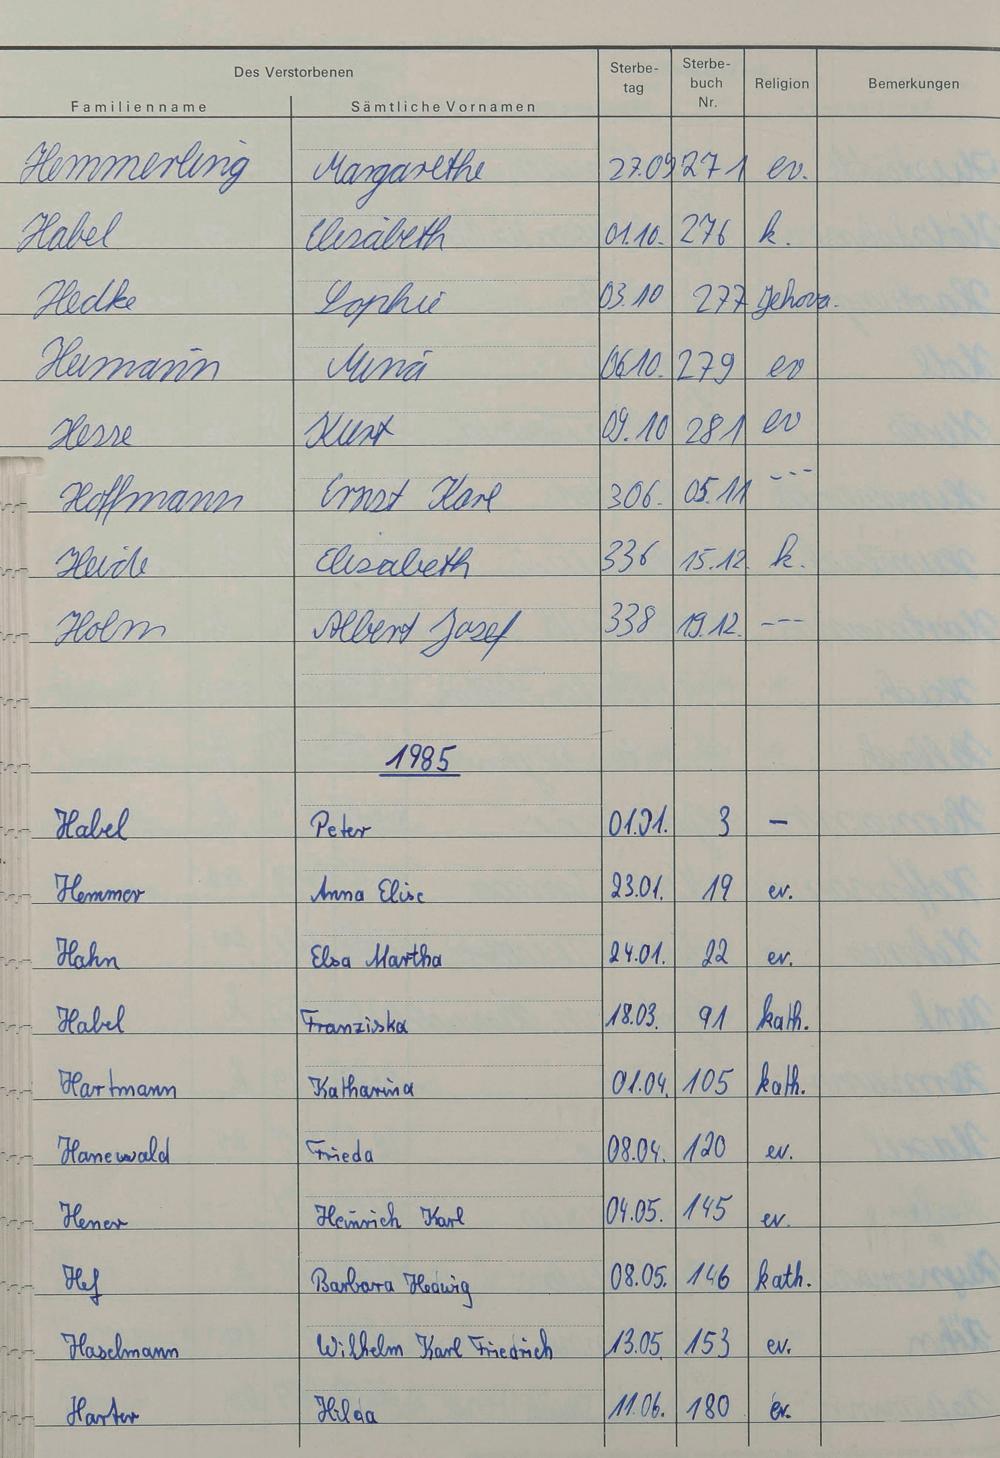 Des Verstorbenen Sterbe- Sterbe-
tag buch Religion Bemerkungen
Familienname Sämtliche Vornamen Nr.
Hemmerling Margarethe 27.09 271 ev.
Habel Elisabeth 01.10. 276 k.
Hedke Sophie 03.10 277 Jehova.
Heimann Minna 06.10. 279 ev
Hesse Kurt 09.10 281 ev
Hoffmann Ernst Karl 306. 05.11 ---
Heide Elisabeth 336 15.12. k.
Holm Albert Josef 338 19.12. ---
1985
Habel Peter 01.01. 3 —
Hemmer Anna Elise 23.01. 19 ev.
Hahn Elsa Martha 24.01. 22 ev.
Habel Franziska 18.03. 91 kath.
Hartmann Katharina 01.04. 105 kath.
Hanewald Frieda 08.04. 120 ev.
Hener Heinrich Karl 04.05. 145 ev.
Hef Barbara Hedwig 08.05. 146 kath.
Haselmann Wilhelm Karl Friedrich 13.05 153 ev.
Harter Hilda 11.06. 180 ev.